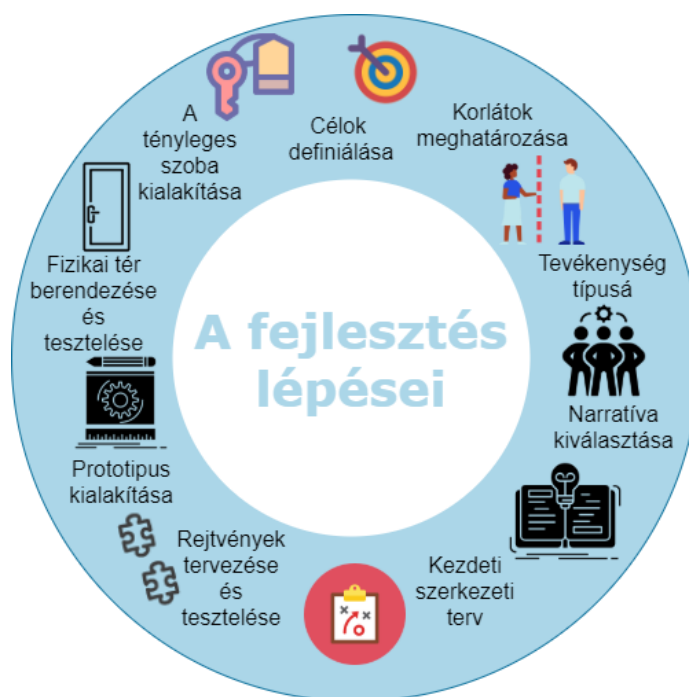 A fejlesztés
lépései
Célok
definiálása
Korlátok
meghatározása
Tevékenység
típusá
Narratíva
kiválasztása
Kezdeti
szerkezeti
terv
Rejtvények
tervezése
és
tesztelése
Prototipus
kialakítása
Fizikai tér
berendezése
és
tesztelése
A
tényleges
szoba
kialakítása